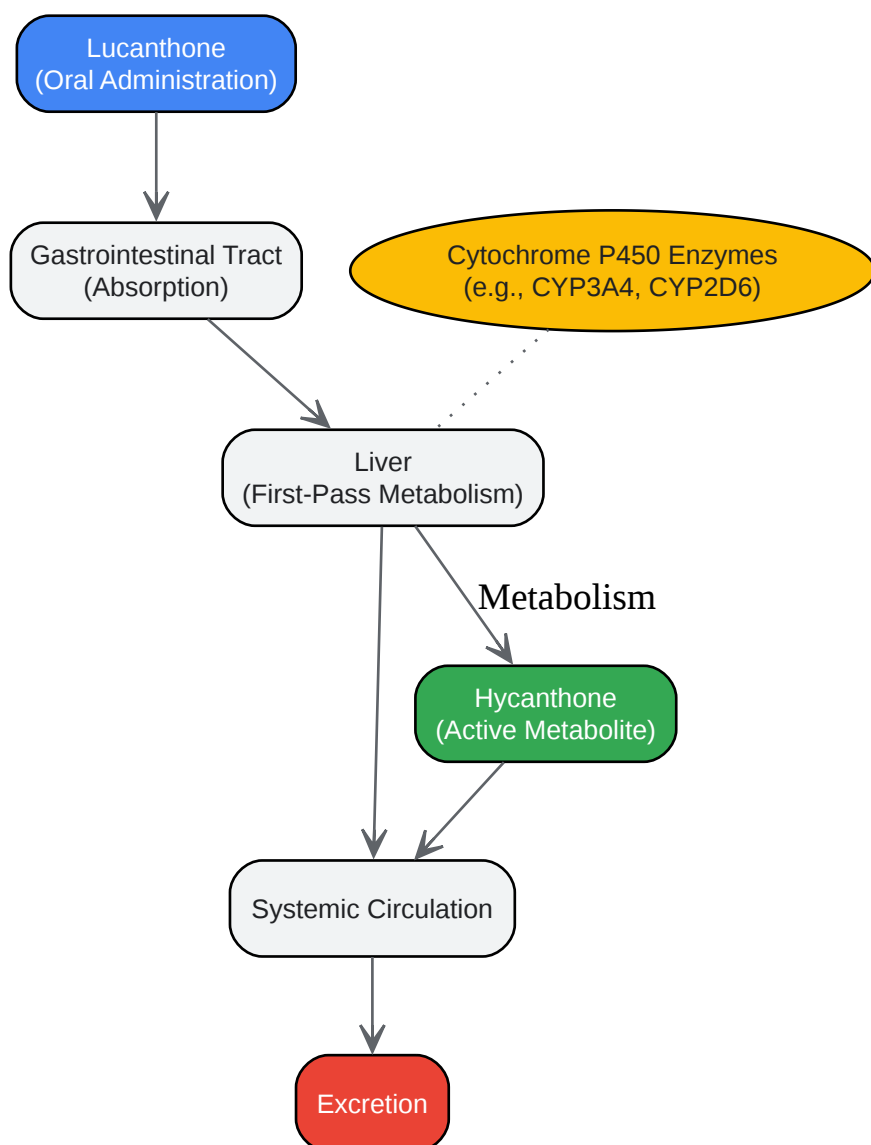 Lucanthone
(Oral Administration)
Gastrointestinal Tract
(Absorption)
Cytochrome P450 Enzymes
(e.g., CYP3A4, CYP2D6)
Liver
(First-Pass Metabolism)
Metabolism
Hycanthone
(Active Metabolite)
Systemic Circulation
Excretion